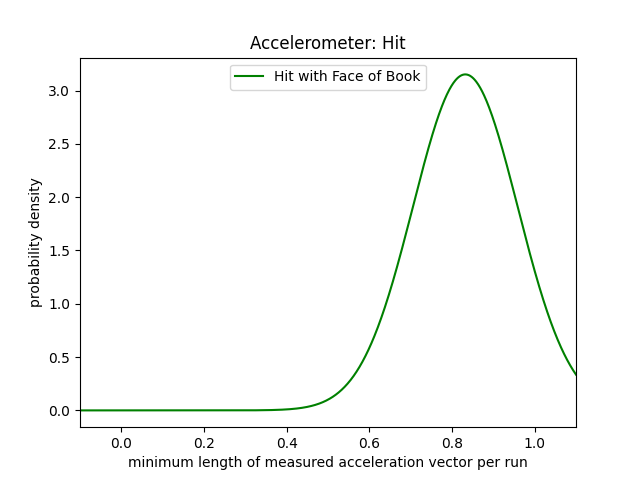 Accelerometer: Hit
Hit with Face of Book
probability density
3.0
2.5
2.0
1.5
1.0
0.5
0.0
0.0 0.2 0.4 0.6 0.8 1.0
minimum length of measured acceleration vector per run